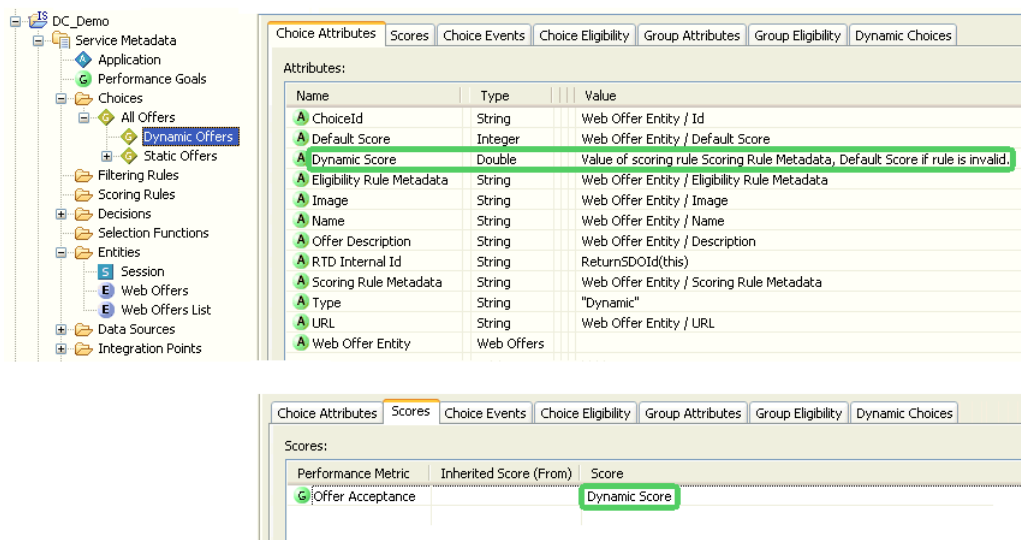 DC_Demo
Service Metadata
Application
Performance Goals
Choices
All Offers
Dynamic Offers
Static Offers
Filtering Rules
Scoring Rules
Decisions
Selection Functions
Entities
Session
Web Offers
Web Offers List
Data Sources
Integration Points
Choice Attributes Scores Choice Events Choice Eligibility Group Attributes Group Eligibility Dynamic Choices
Attributes:
Name Type Value
ChoiceId String Web Offer Entity / Id
Default Score Integer Web Offer Entity / Default Score
Dynamic Score Double Value of scoring rule Scoring Rule Metadata, Default Score if rule is invalid.
Eligibility Rule Metadata String Web Offer Entity / Eligibility Rule Metadata
Image String Web Offer Entity / Image
Name String Web Offer Entity / Name
Offer Description String Web Offer Entity / Description
RTD Internal Id String ReturnSDOId(this)
Scoring Rule Metadata String Web Offer Entity / Scoring Rule Metadata
Type String "Dynamic"
URL String Web Offer Entity / URL
Web Offer Entity Web Offers
Choice Attributes Scores Choice Events Choice Eligibility Group Attributes Group Eligibility Dynamic Choices
Scores:
Performance Metric Inherited Score (From) Score
Offer Acceptance Dynamic Score